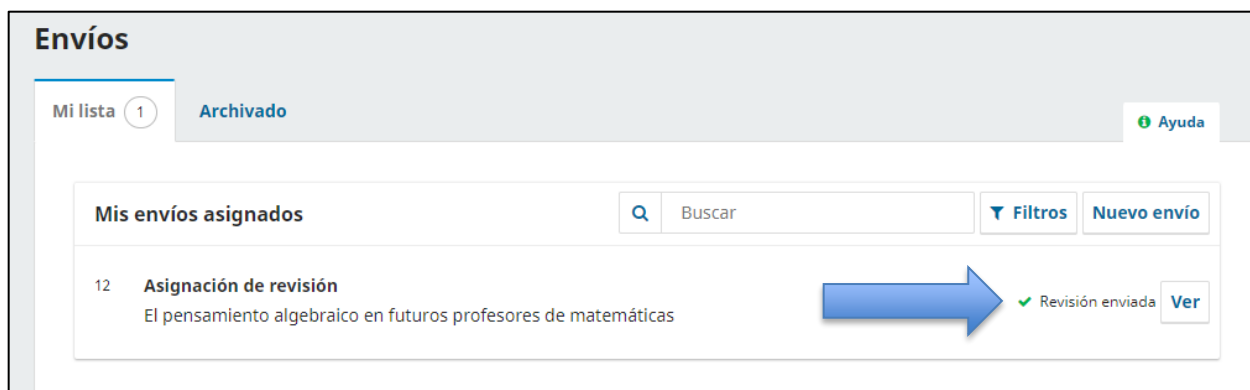 Envíos
Mi lista 1 Archivado
Ayuda
Mis envíos asignados Buscar Filtros Nuevo envío
12 Asignación de revisión
El pensamiento algebraico en futuros profesores de matemáticas
Revisión enviada Ver